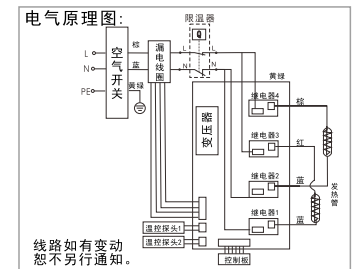 电气原理图:
限温器
L
N
PE
空气开关
棕
蓝
黄绿
漏电线圈
L
L
N
N
黄绿
变压器
继电器4
棕
继电器3
红
继电器2
蓝
发热管
继电器1
蓝
温控探头1
温控探头2
控制板
线路如有变动
恕不另行通知。